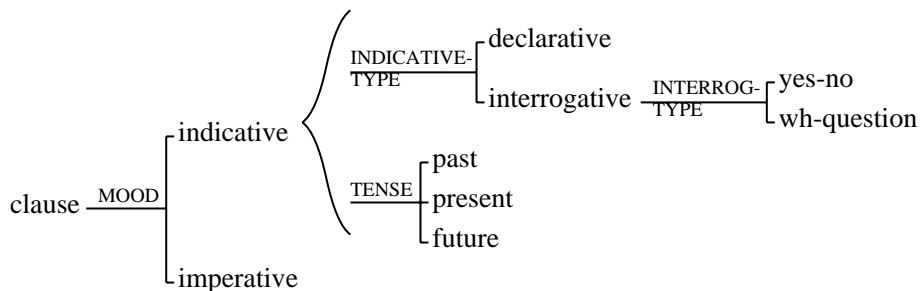 declarative
INDICATIVE-
TYPE
interrogative
INTERROG-
TYPE
yes-no
wh-question
indicative
past
clause
MOOD
TENSE
present
future
imperative